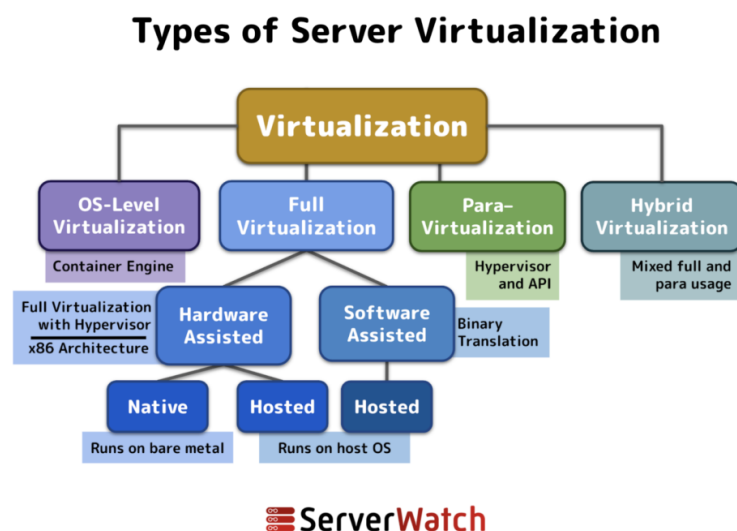 Types of Server Virtualization
Virtualization
OS-Level
Virtualization
Container Engine
Full
Virtualization
Para–
Virtualization
Hypervisor
and API
Hybrid
Virtualization
Mixed full and
para usage
Full Virtualization
with Hypervisor
x86 Architecture
Hardware
Assisted
Software
Assisted
Binary
Translation
Native
Hosted
Hosted
Runs on bare metal
Runs on host OS
ServerWatch